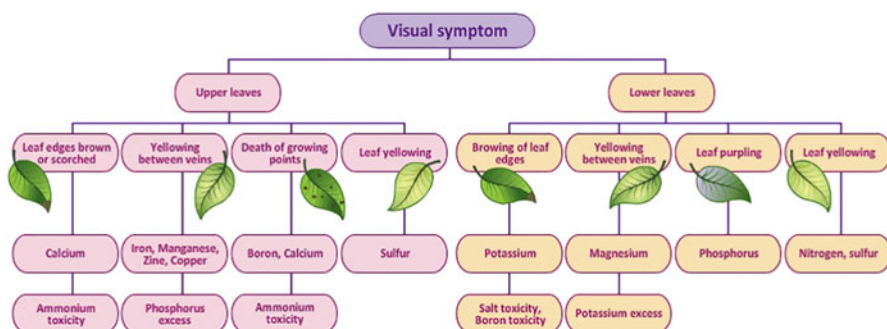 Visual symptom
Upper leaves
Lower leaves
Leaf edges brown
or scorched
Yellowing
between veins
Death of growing
points
Leaf yellowing
Browing of leaf
edges
Yellowing
between veins
Leaf purpling
Leaf yellowing
Calcium
Iron, Manganese,
Zine, Copper
Boron, Calcium
Sulfur
Potassium
Magnesium
Phosphorus
Nitrogen, sulfur
Ammonium
toxicity
Phosphorus
excess
Ammonium
toxicity
Salt toxicity,
Boron toxicity
Potassium excess